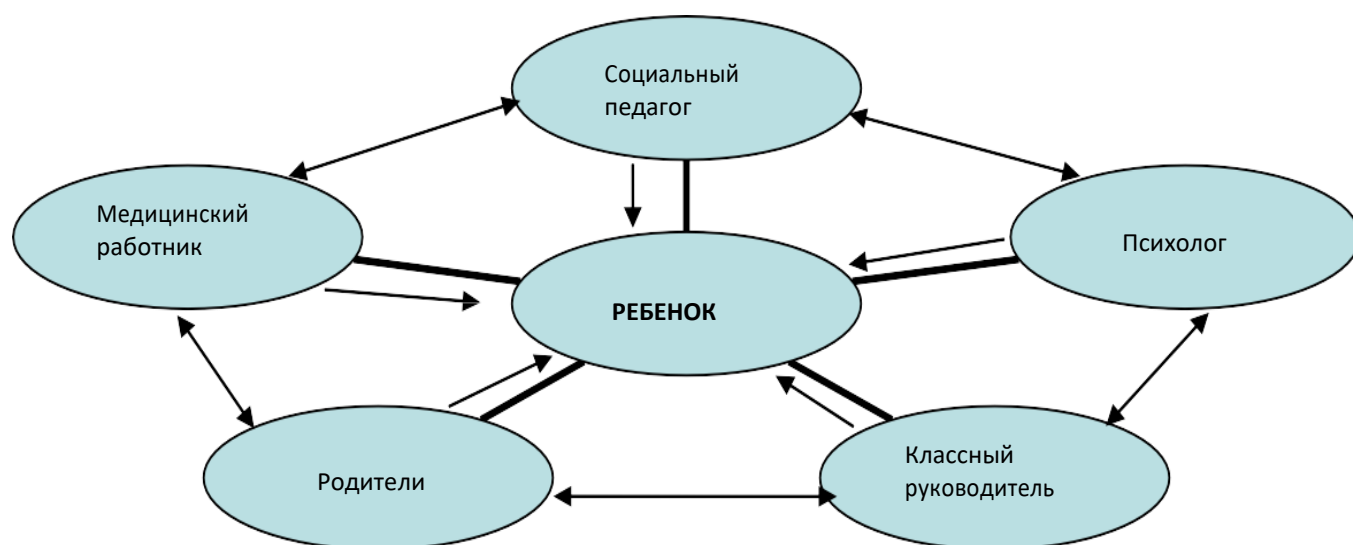 Социальный
педагог
Медицинский
работник
Психолог
РЕБЕНОК
Родители
Классный
руководитель